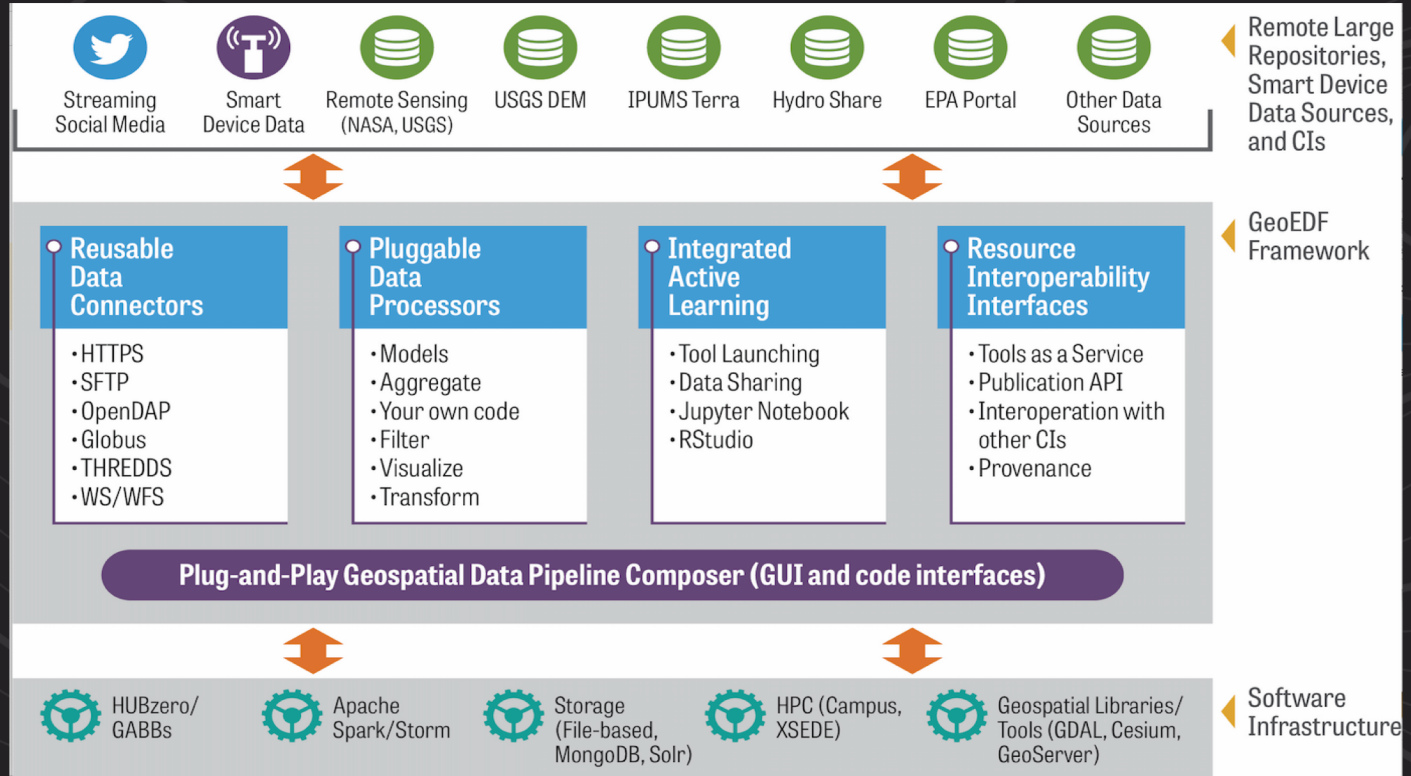 Streaming
Social Media
Smart
Device Data
Remote Sensing
(NASA, USGS)
USGS DEM
IPUMS Terra
Hydro Share
EPA Portal
Other Data
Sources
Remote Large
Repositories,
Smart Device
Data Sources,
and CIs
GeoEDF
Framework
Reusable
Data
Connectors
•HTTPS
•SFTP
•OpenDAP
•Globus
•THREDDS
•WS/WFS
Pluggable
Data
Processors
•Models
•Aggregate
•Your own code
•Filter
•Visualize
•Transform
Integrated
Active
Learning
•Tool Launching
•Data Sharing
•Jupyter Notebook
•RStudio
Resource
Interoperability
Interfaces
•Tools as a Service
•Publication API
•Interoperation with
other CIs
•Provenance
Plug-and-Play Geospatial Data Pipeline Composer (GUI and code interfaces)
HUBzero/
GABBs
Apache
Spark/Storm
Storage
(File-based,
MongoDB, Solr)
HPC (Campus,
XSEDE)
Geospatial Libraries/
Tools (GDAL, Cesium,
GeoServer)
Software
Infrastructure